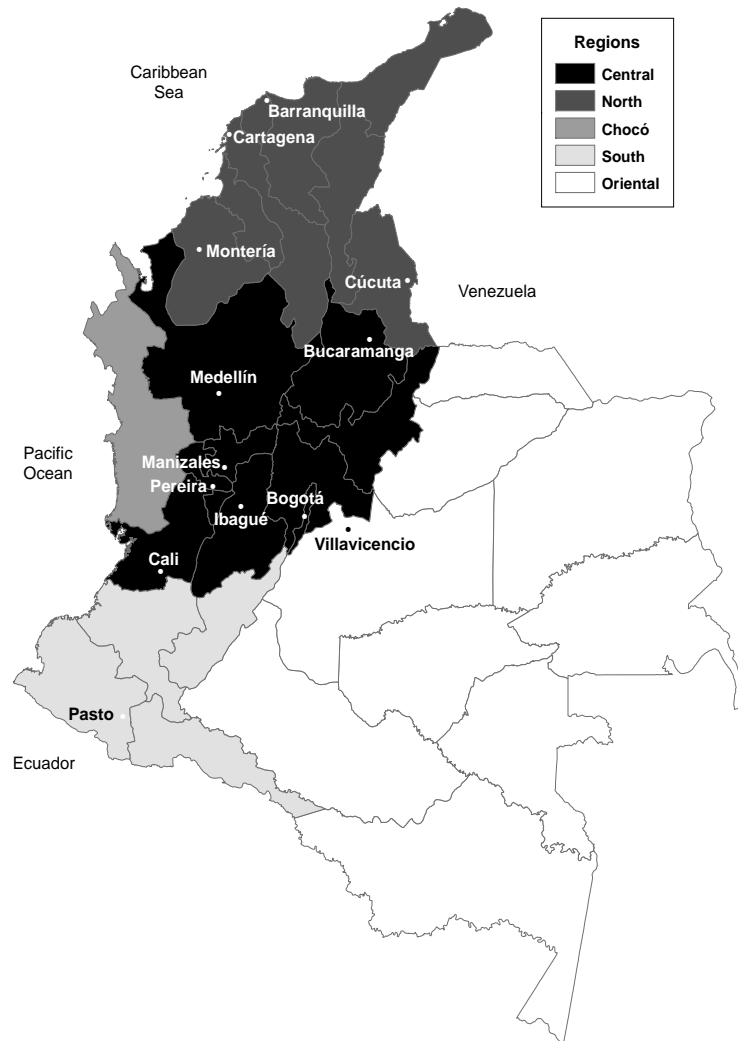 Regions
Central
North
Chocó
South
Oriental
Caribbean
Sea
Barranquilla
Cartagena
Montería
Cúcuta
Venezuela
Bucaramanga
Medellín
Pacific
Ocean
Manizales
Pereira
Bogotá
Ibagué
Villavicencio
Cali
Pasto
Ecuador